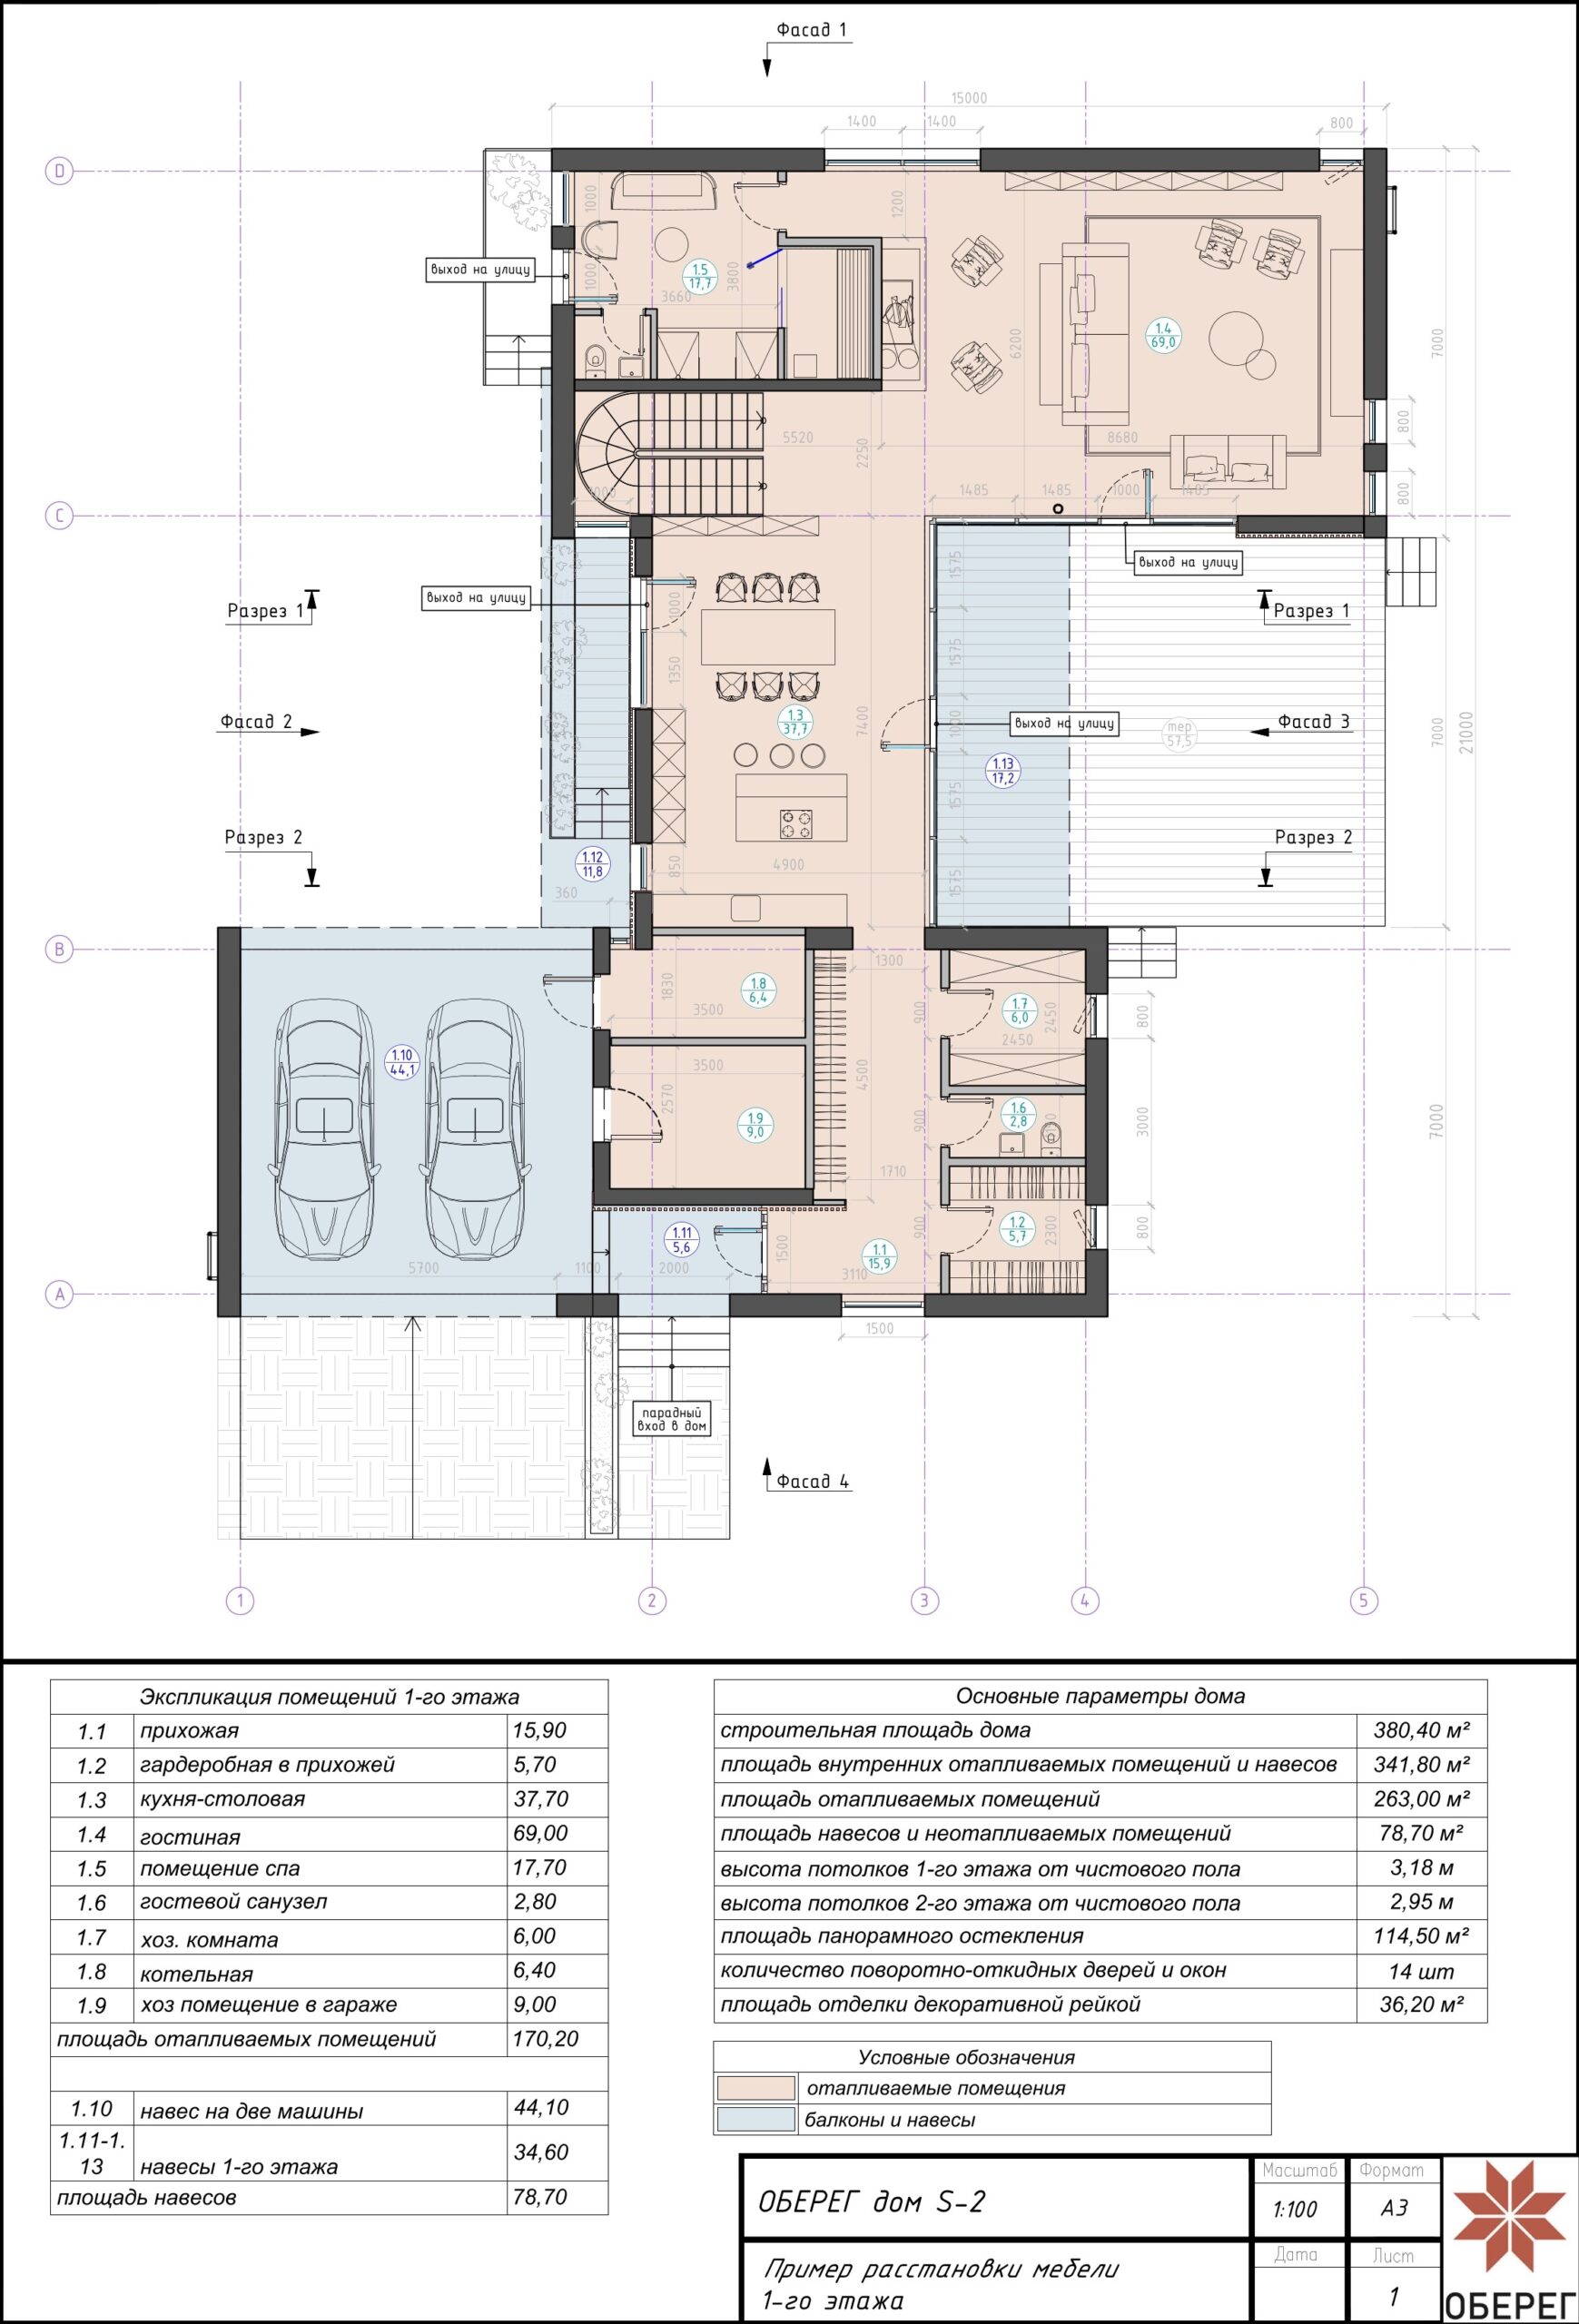 Фасад 1
15000
1400
1400
800
D
1000
1200
выход на улицу
1.5
17,7
3800
1000
3660
1.4
69,0
6200
7000
5520
2250
8680
800
1000
1485
1485
1000
1485
800
C
выход на улицу
1575
Разрез 1
выход на улицу
1000
Разрез 1
1350
1575
Фасад 2
1.3
37,7
7400
1000
выход на улицу
тер
57,5
Фасад 3
7000
21000
1.13
17,2
1575
Разрез 2
Разрез 2
1.12
11,8
850
4900
1575
360
B
1300
1.8
6,4
1830
3500
900
1.7
6,0
2450
2450
800
1.10
44,1
3500
2570
4500
1.9
9,0
900
1.6
2,8
3000
7000
1710
1.11
5,6
900
1.2
5,7
2300
800
1500
1.1
15,9
5700
1100
2000
3110
A
1500
парадный
вход в дом
Фасад 4
1
2
3
4
5
Экспликация помещений 1-го этажа
1.1 прихожая 15,90
1.2 гардеробная в прихожей 5,70
1.3 кухня-столовая 37,70
1.4 гостиная 69,00
1.5 помещение спа 17,70
1.6 гостевой санузел 2,80
1.7 хоз. комната 6,00
1.8 котельная 6,40
1.9 хоз помещение в гараже 9,00
площадь отапливаемых помещений 170,20
1.10 навес на две машины 44,10
1.11-1.
13 навесы 1-го этажа 34,60
площадь навесов 78,70
Основные параметры дома
строительная площадь дома 380,40 м²
площадь внутренних отапливаемых помещений и навесов 341,80 м²
площадь отапливаемых помещений 263,00 м²
площадь навесов и неотапливаемых помещений 78,70 м²
высота потолков 1-го этажа от чистового пола 3,18 м
высота потолков 2-го этажа от чистового пола 2,95 м
площадь панорамного остекления 114,50 м²
количество поворотно-откидных дверей и окон 14 шт
площадь отделки декоративной рейкой 36,20 м²
Условные обозначения
отапливаемые помещения
балконы и навесы
ОБЕРЕГ дом S-2
Масштаб
1:100
Формат
А3
Пример расстановки мебели
1-го этажа
Дата
Лист
1
ОБЕРЕГ